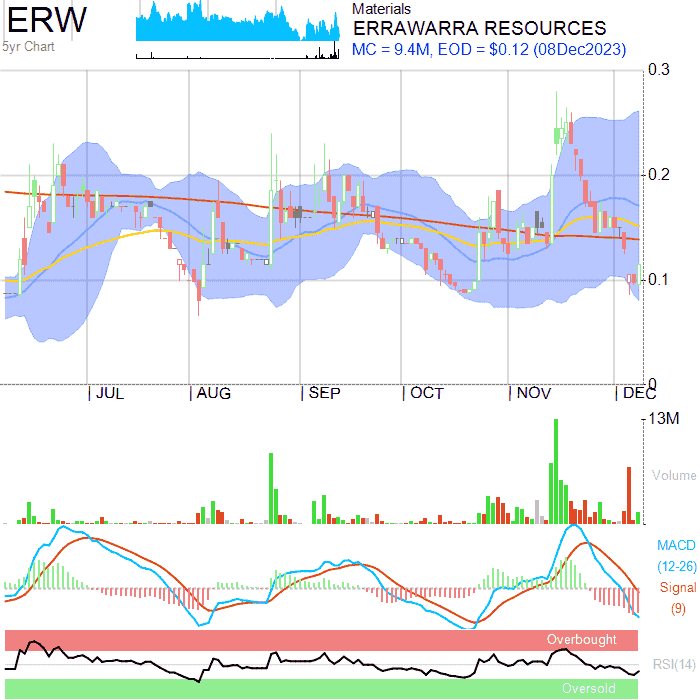 ERW
5yr Chart
Materials
ERRAWARRA RESOURCES
MC = 9.4M, EOD = $0.12 (08Dec2023)
0.3
0.2
0.1
0
JUL AUG SEP OCT NOV DEC
13M
Volume
MACD
(12-26)
Signal
(9)
Overbought
RSI(14)
Oversold